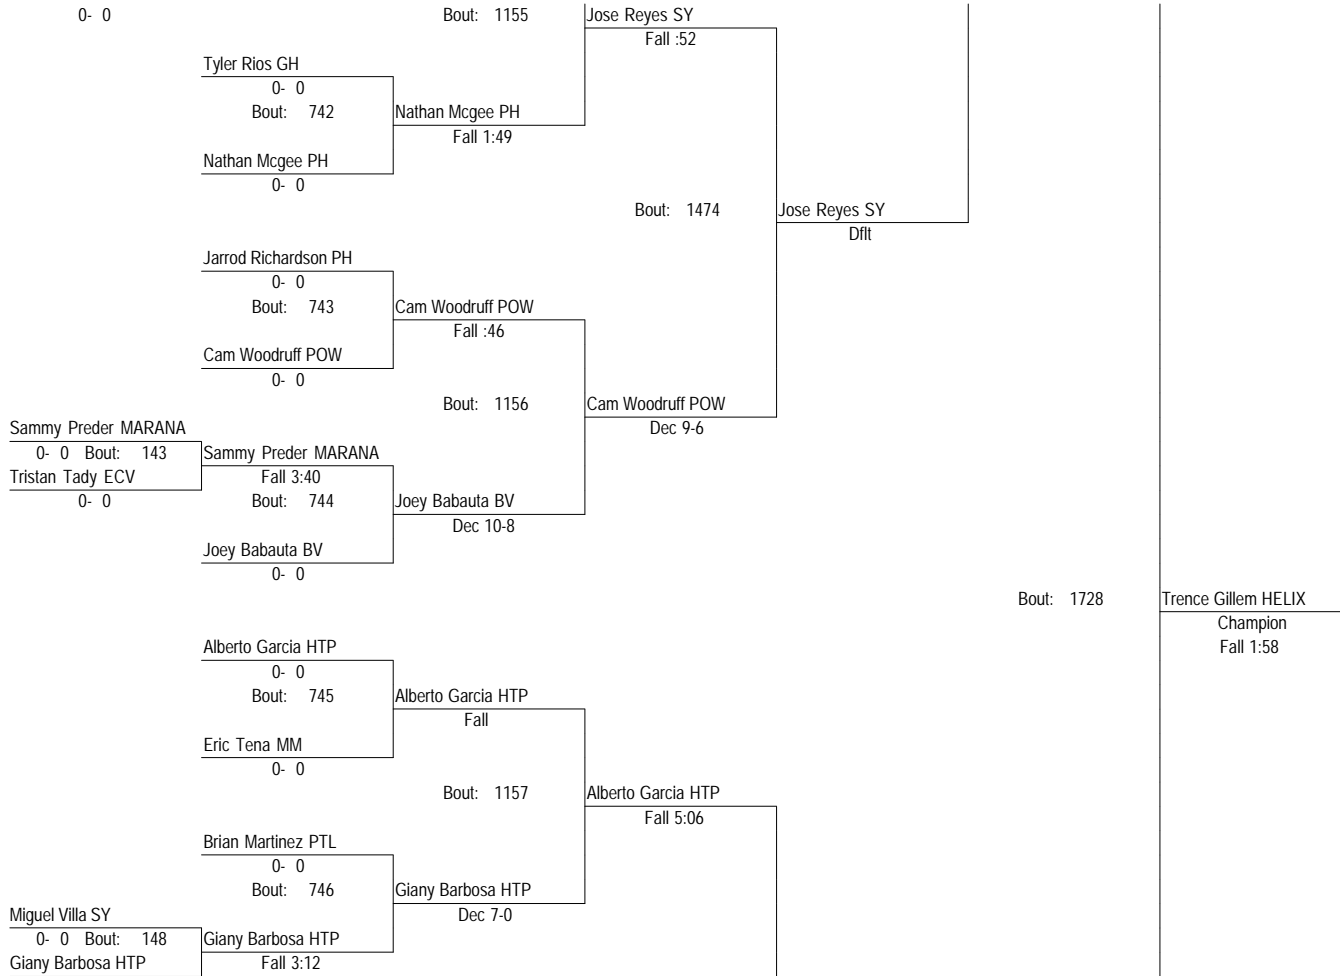 0- 0 Bout: 1155 Jose Reyes SY
Fall :52
Tyler Rios GH
0- 0
Bout: 742 Nathan Mcgee PH
Fall 1:49
Nathan Mcgee PH
0- 0
Bout: 1474 Jose Reyes SY
Dflt
Jarrod Richardson PH
0- 0
Bout: 743 Cam Woodruff POW
Fall :46
Cam Woodruff POW
0- 0
Bout: 1156 Cam Woodruff POW
Dec 9-6
Sammy Preder MARANA
0- 0 Bout: 143 Sammy Preder MARANA
Tristan Tady ECV Fall 3:40
0- 0 Bout: 744 Joey Babauta BV
Dec 10-8
Joey Babauta BV
0- 0
Bout: 1728 Trence Gillem HELIX
Champion
Fall 1:58
Alberto Garcia HTP
0- 0
Bout: 745 Alberto Garcia HTP
Fall
Eric Tena MM
0- 0
Bout: 1157 Alberto Garcia HTP
Fall 5:06
Brian Martinez PTL
0- 0
Bout: 746 Giany Barbosa HTP
Dec 7-0
Miguel Villa SY
0- 0 Bout: 148 Giany Barbosa HTP
Giany Barbosa HTP Fall 3:12